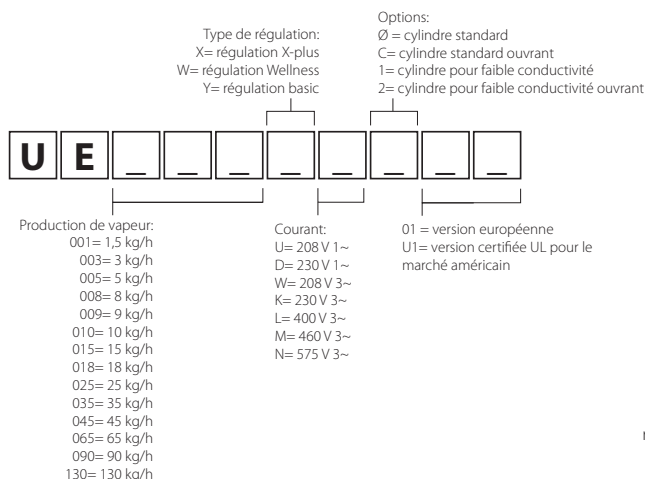 Options:
Type de régulation:
X= régulation X-plus
W= régulation Wellness
Y= régulation basic
Ø = cylindre standard
C= cylindre standard ouvrant
1= cylindre pour faible conductivité
2= cylindre pour faible conductivité ouvrant
U E _ _ _ _ _ _ _ _
Production de vapeur:
001= 1,5 kg/h
003= 3 kg/h
005= 5 kg/h
008= 8 kg/h
009= 9 kg/h
010= 10 kg/h
015= 15 kg/h
018= 18 kg/h
025= 25 kg/h
035= 35 kg/h
045= 45 kg/h
065= 65 kg/h
090= 90 kg/h
130= 130 kg/h
Courant:
U= 208 V 1~
D= 230 V 1~
W= 208 V 3~
K= 230 V 3~
L= 400 V 3~
M= 460 V 3~
N= 575 V 3~
01 = version européenne
U1= version certifiée UL pour le
marché américain